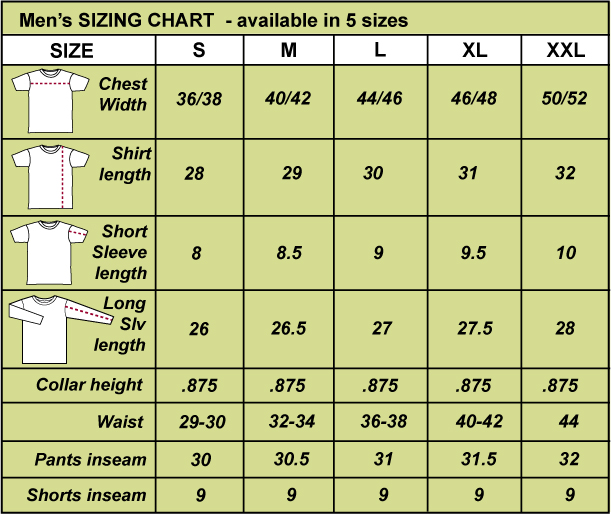 Men's SIZING CHART - available in 5 sizes
SIZE S M L XL XXL
Chest
Width 36/38 40/42 44/46 46/48 50/52
Shirt
length 28 29 30 31 32
Short
Sleeve 8 8.5 9 9.5 10
length
Long
Slv 26 26.5 27 27.5 28
length
Collar height .875 .875 .875 .875 .875
Waist 29-30 32-34 36-38 40-42 44
Pants inseam 30 30.5 31 31.5 32
Shorts inseam 9 9 9 9 9